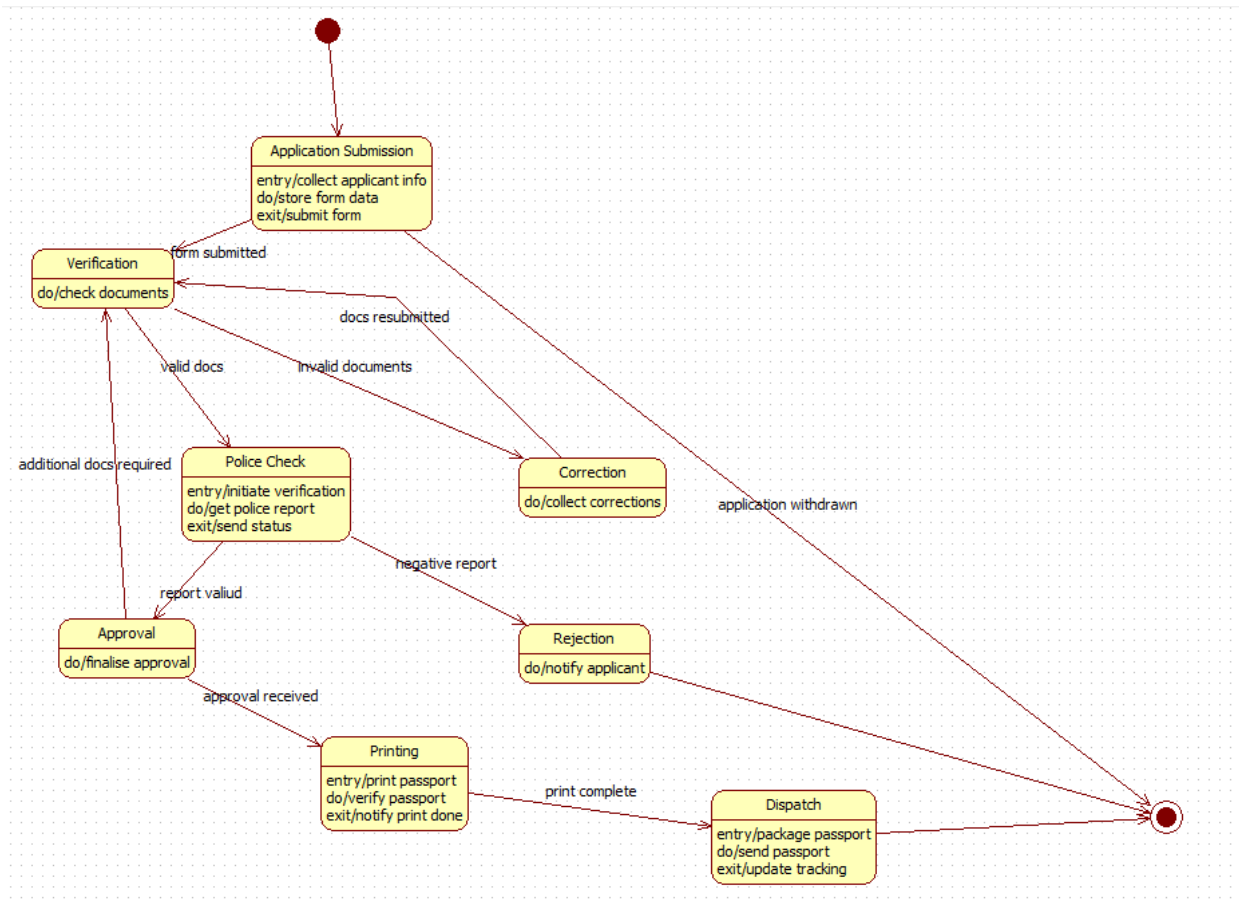 Application Submission
entry/collect applicant info
do/store form data
exit/submit form
form submitted
Verification
do/check documents
docs resubmitted
valid docs
invalid documents
additional docs required
Police Check
entry/initiate verification
do/get police report
exit/send status
Correction
do/collect corrections
application withdrawn
negative report
report valiud
Approval
do/finalise approval
Rejection
do/notify applicant
approval received
Printing
entry/print passport
do/verify passport
exit/notify print done
print complete
Dispatch
entry/package passport
do/send passport
exit/update tracking